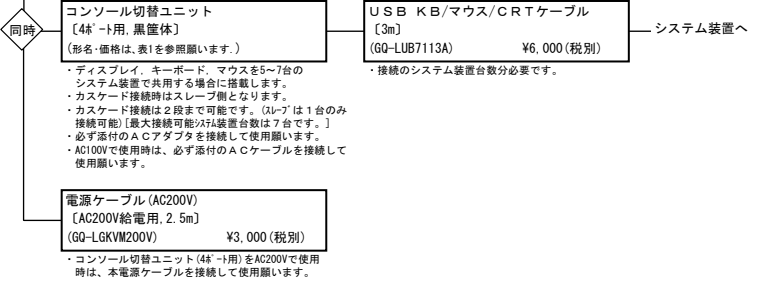 同時
コンソール切替ユニット
〔4ﾎﾟｰﾄ用,黒筐体〕
(形名・価格は、表1を参照願います.)
USB KB/マウス/CRTケーブル
〔3m〕
(GQ-LUB7113A) ¥6,000(税別)
システム装置へ
・ディスプレイ, キーボード, マウスを5～7台の
システム装置で共用する場合に搭載します。
・カスケード接続時はスレーブ側となります。
・カスケード接続は２段まで可能です。(ｽﾚｰﾌﾞは１台のみ
接続可能)[最大接続可能ｼｽﾃﾑ装置台数は７台です。]
・必ず添付のＡＣアダプタを接続して使用願います。
・AC100Vで使用時は、必ず添付のＡＣケーブルを接続して
使用願います。
・接続のシステム装置台数分必要です。
電源ケーブル(AC200V)
〔AC200V給電用,2.5m〕
(GQ-LGKVM200V) ¥3,000(税別)
・コンソール切替ユニット(4ﾎﾟｰﾄ用)をAC200Vで使用
時は、本電源ケーブルを接続して使用願います。